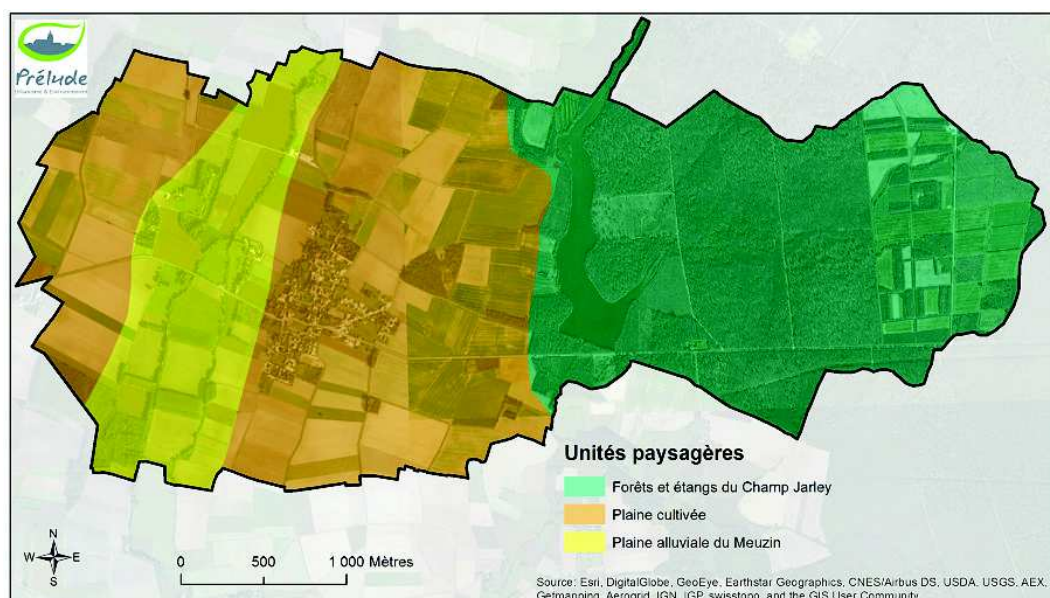 Prélude
Urbanisme & Environnement
Unités paysagères
Forêts et étangs du Champ Jarley
Plaine cultivée
Plaine alluviale du Meuzin
N
W E
S
0 500 1 000 Mètres
Source: Esri, DigitalGlobe, GeoEye, Earthstar Geographics, CNES/Airbus DS, USDA, USGS, AEX,
Getmapping, Aerogrid, IGN, IGP, swisstopo, and the GIS User Community